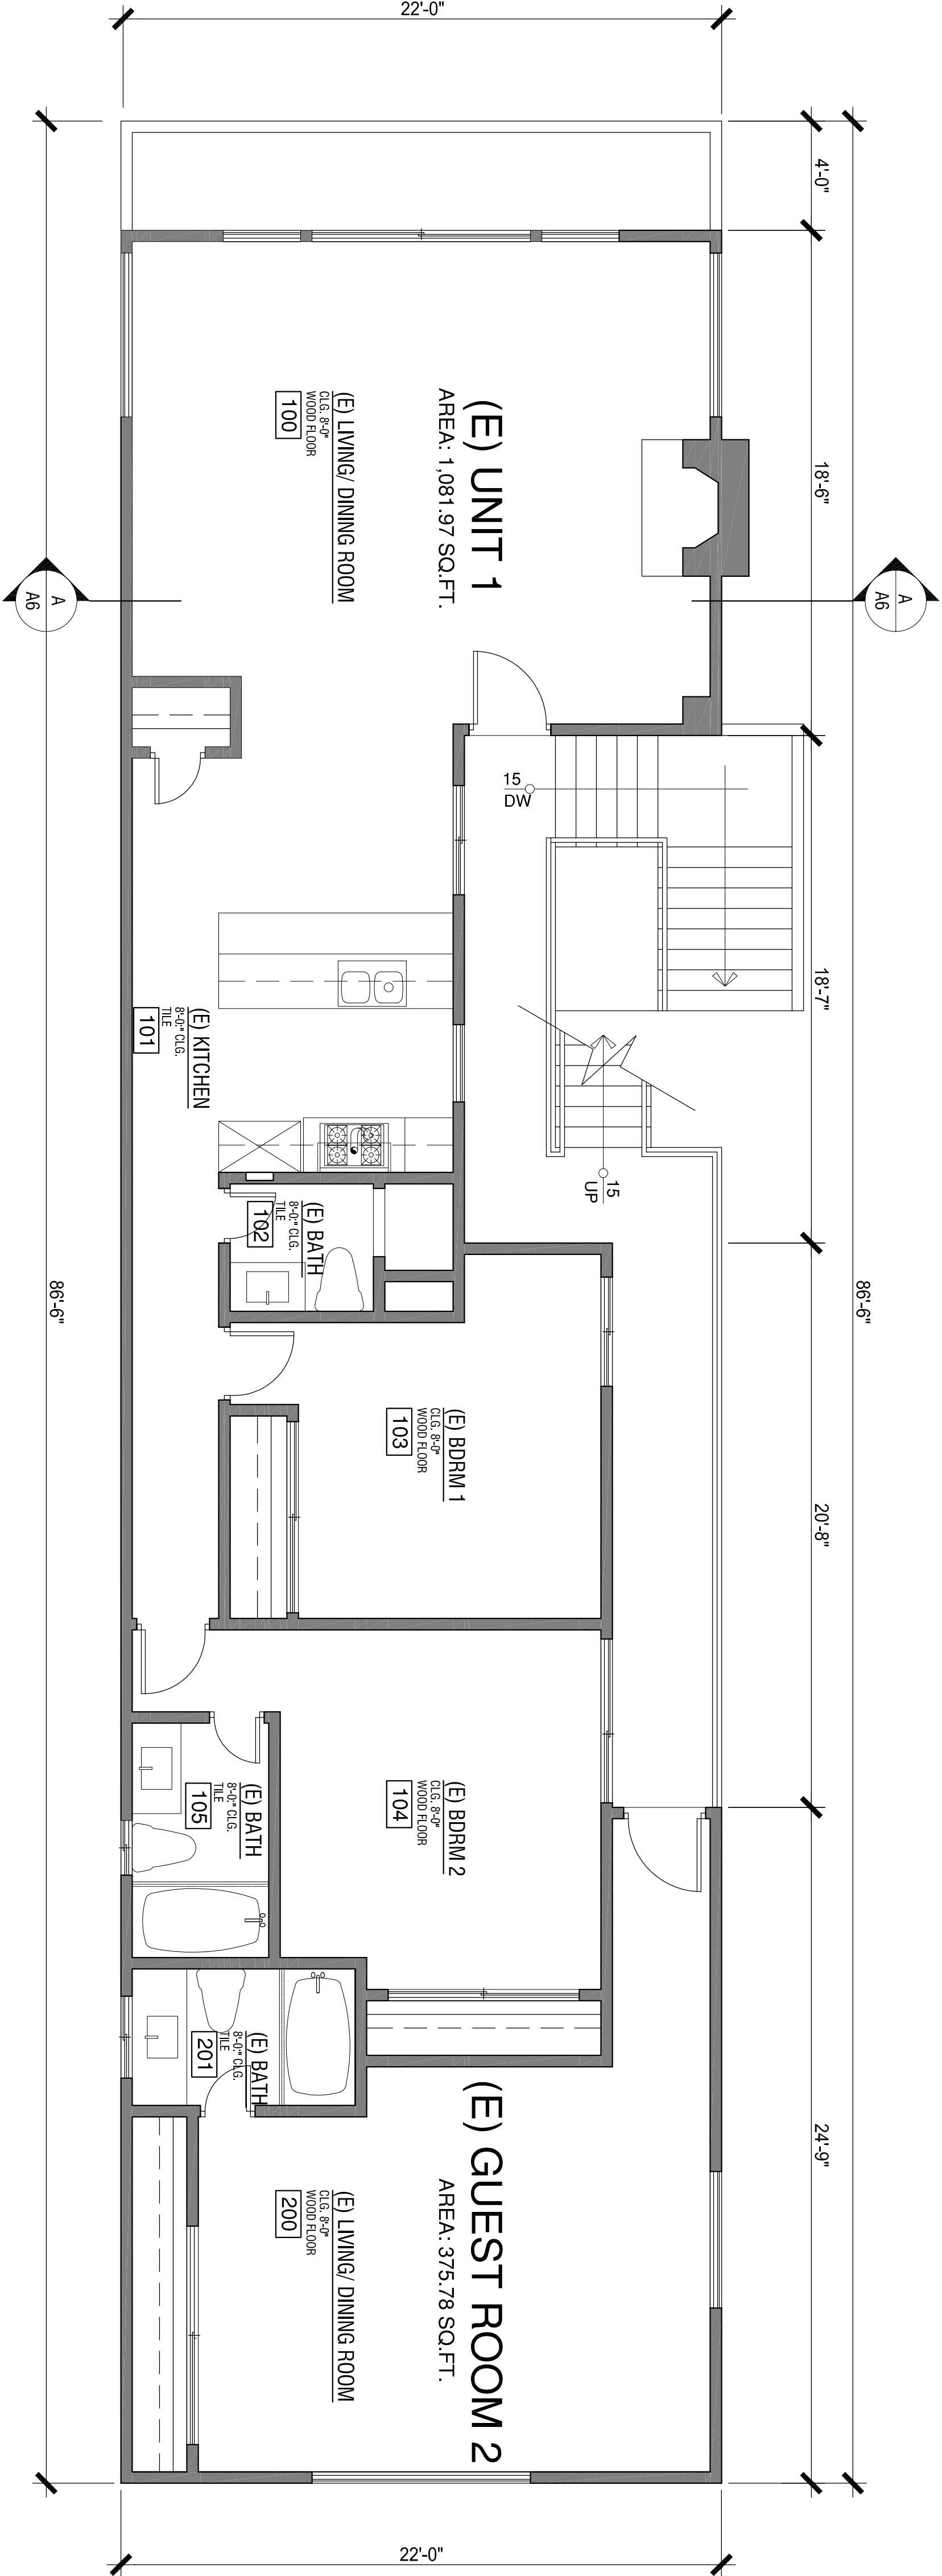 22'-0"
4'-0"
18'-6"
18'-7"
20'-8"
24'-9"
86'-6"
86'-6"
22'-0"
(E) UNIT 1
AREA: 1,081.97 SQ.FT.
(E) LIVING/ DINING ROOM
CLG. 8'-0"
WOOD FLOOR
100
A
A6
A
A6
15
DW
15
UP
(E) KITCHEN
8'-0:" CLG.
TILE
101
(E) BATH
8'-0:" CLG.
TILE
102
(E) BDRM 1
CLG. 8'-0"
WOOD FLOOR
103
(E) BDRM 2
CLG. 8'-0"
WOOD FLOOR
104
(E) BATH
8'-0:" CLG.
TILE
105
(E) BATH
8'-0:" CLG.
TILE
201
(E) GUEST ROOM 2
AREA: 375.78 SQ.FT.
(E) LIVING/ DINING ROOM
CLG. 8'-0"
WOOD FLOOR
200